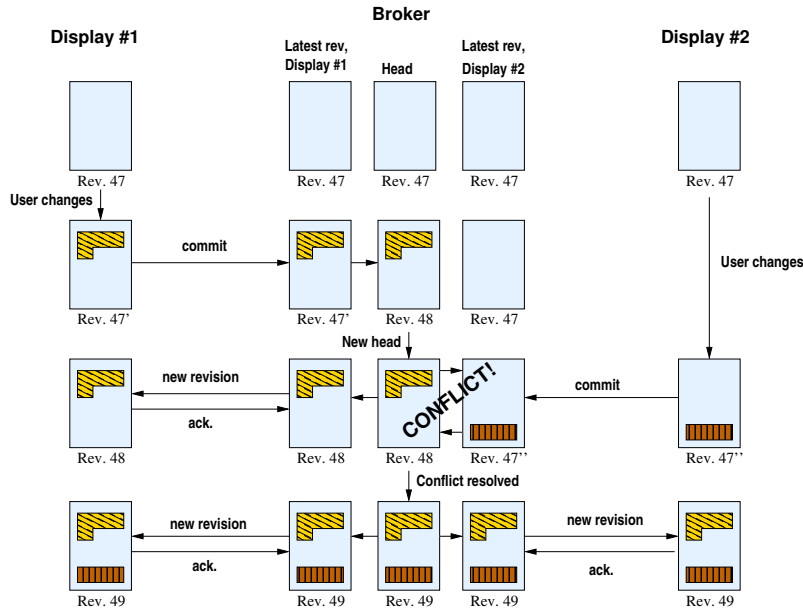 Broker
Display #1
Display #2
Latest rev,
Display #1
Head
Latest rev,
Display #2
Rev. 47
Rev. 47
Rev. 47
Rev. 47
Rev. 47
User changes
commit
User changes
Rev. 47'
Rev. 47'
Rev. 48
Rev. 47
New head
new revision
ack.
CONFLICT!
commit
Rev. 48
Rev. 48
Rev. 48
Rev. 47''
Rev. 47''
Conflict resolved
new revision
ack.
new revision
ack.
Rev. 49
Rev. 49
Rev. 49
Rev. 49
Rev. 49